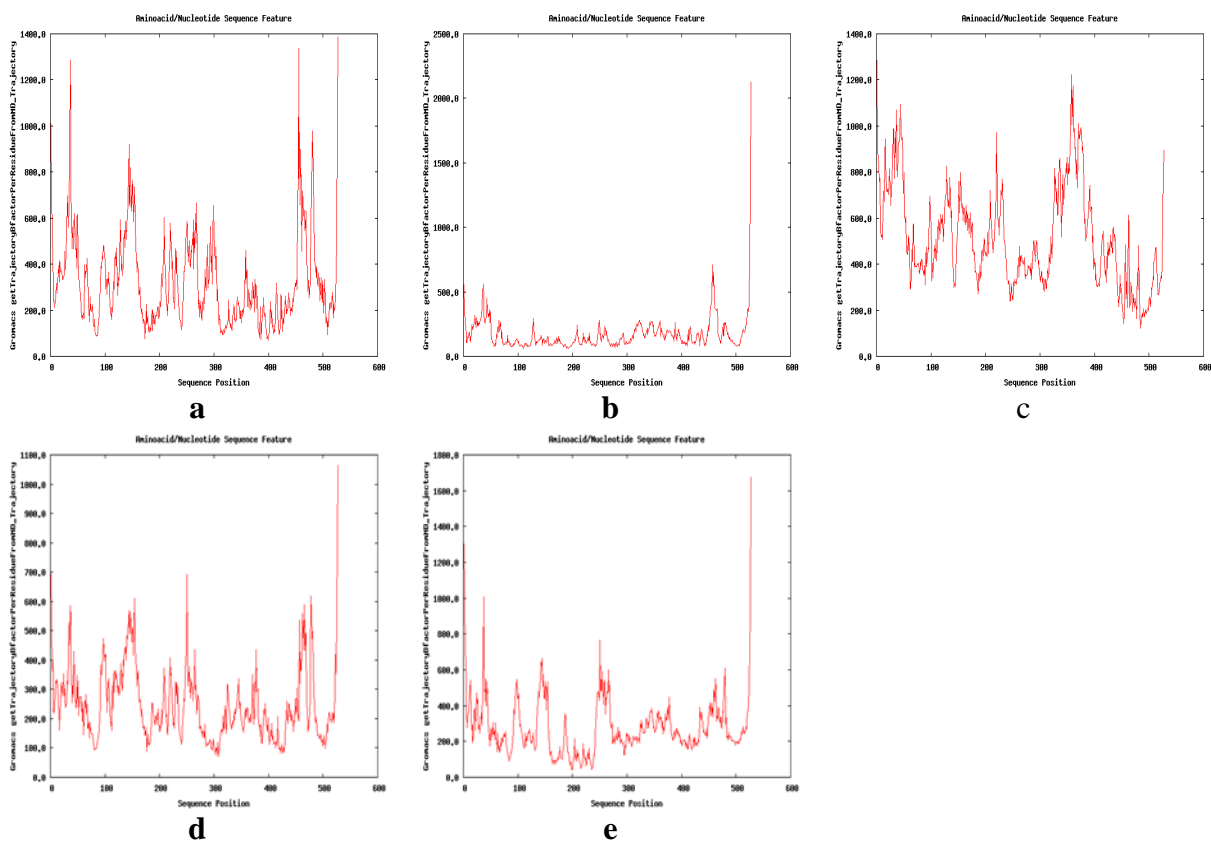 Aminoacid/Nucleotide Sequence Feature
Gromacs getTrajectoryBfactorPerResidueFromMD_Trajectory
1400,0
1200,0
1000,0
800,0
600,0
400,0
200,0
0,0
0 100 200 300 400 500 600
Sequence Position
a
Aminoacid/Nucleotide Sequence Feature
Gromacs getTrajectoryBfactorPerResidueFromMD_Trajectory
2500,0
2000,0
1500,0
1000,0
500,0
0,0
0 100 200 300 400 500 600
Sequence Position
b
Aminoacid/Nucleotide Sequence Feature
Gromacs getTrajectoryBfactorPerResidueFromMD_Trajectory
1400,0
1200,0
1000,0
800,0
600,0
400,0
200,0
0,0
0 100 200 300 400 500 600
Sequence Position
c
Aminoacid/Nucleotide Sequence Feature
Gromacs getTrajectoryBfactorPerResidueFromMD_Trajectory
1100,0
1000,0
900,0
800,0
700,0
600,0
500,0
400,0
300,0
200,0
100,0
0,0
0 100 200 300 400 500 600
Sequence Position
d
Aminoacid/Nucleotide Sequence Feature
Gromacs getTrajectoryBfactorPerResidueFromMD_Trajectory
1800,0
1600,0
1400,0
1200,0
1000,0
800,0
600,0
400,0
200,0
0,0
0 100 200 300 400 500 600
Sequence Position
e